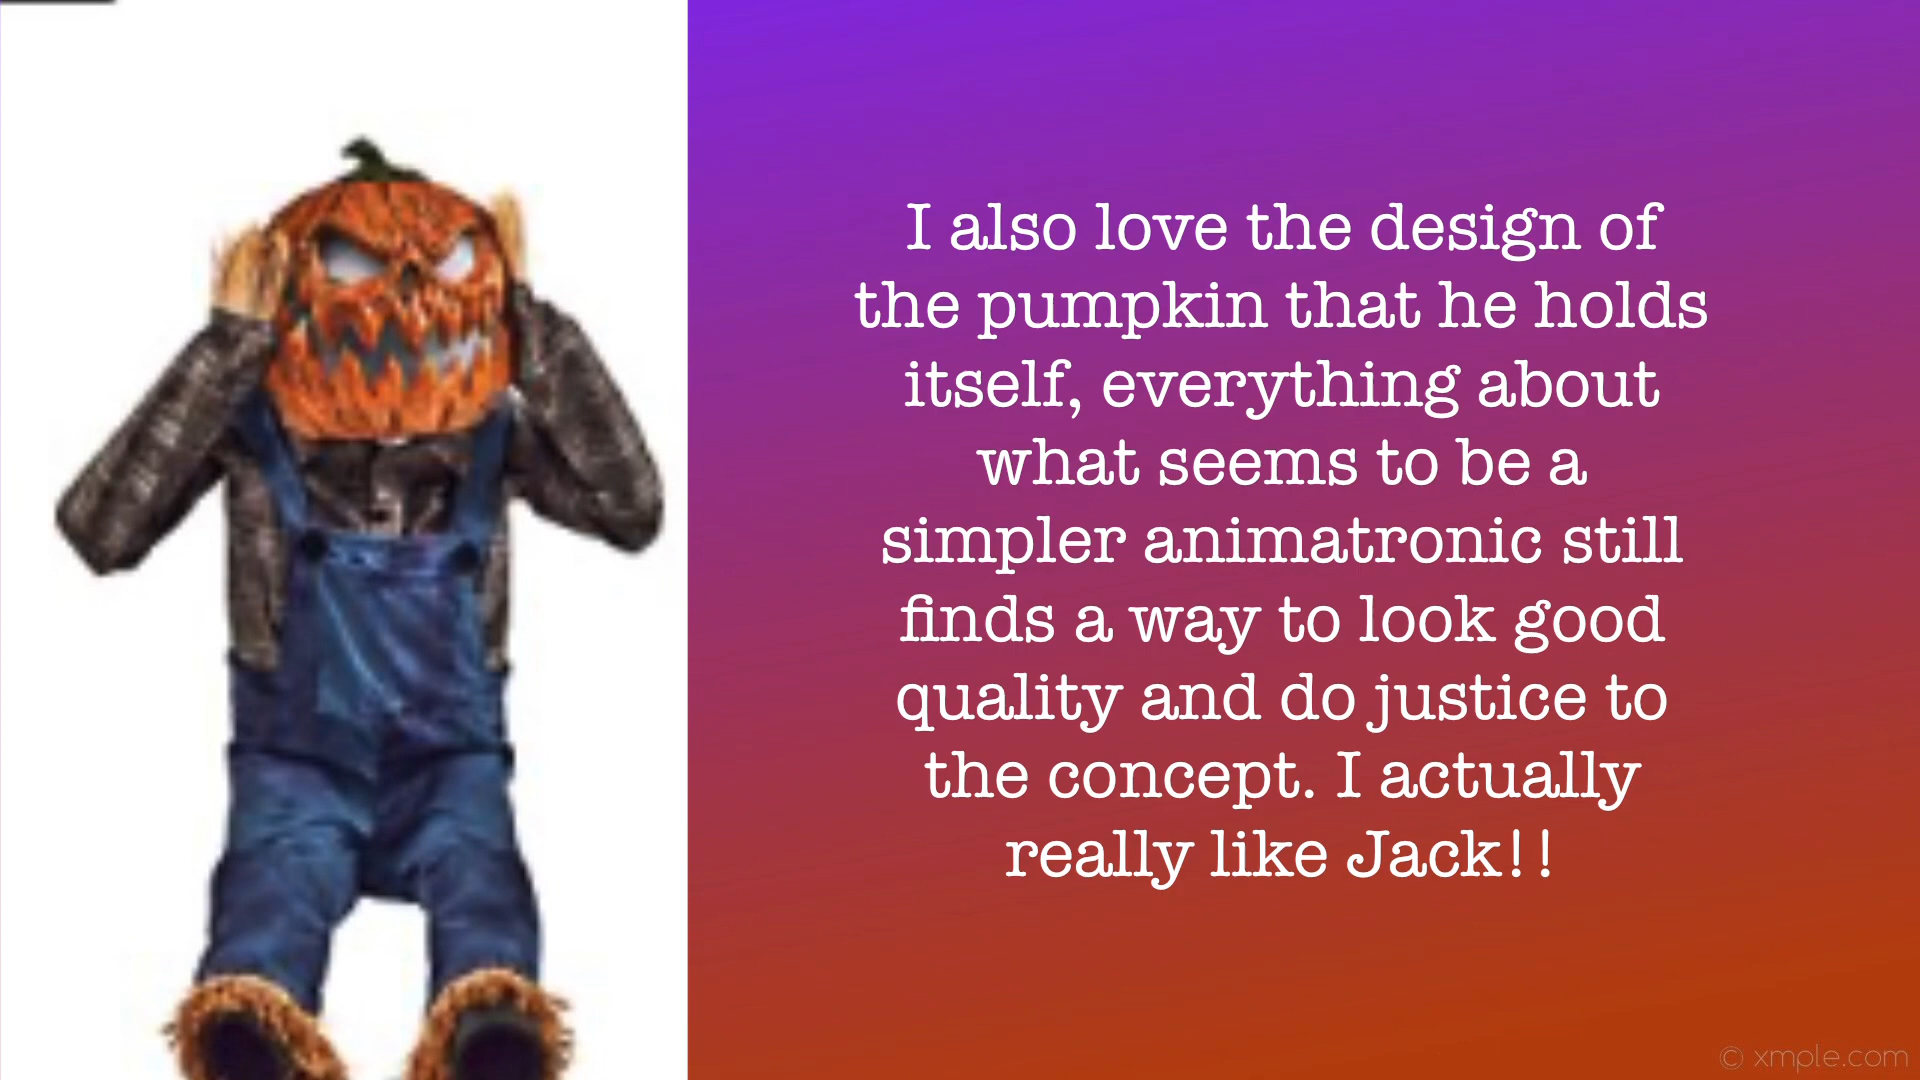 I also love the design of
the pumpkin that he holds
itself, everything about
what seems to be a
simpler animatronic still
finds a way to look good
quality and do justice to
the concept. I actually
really like Jack!!
© xmple.com